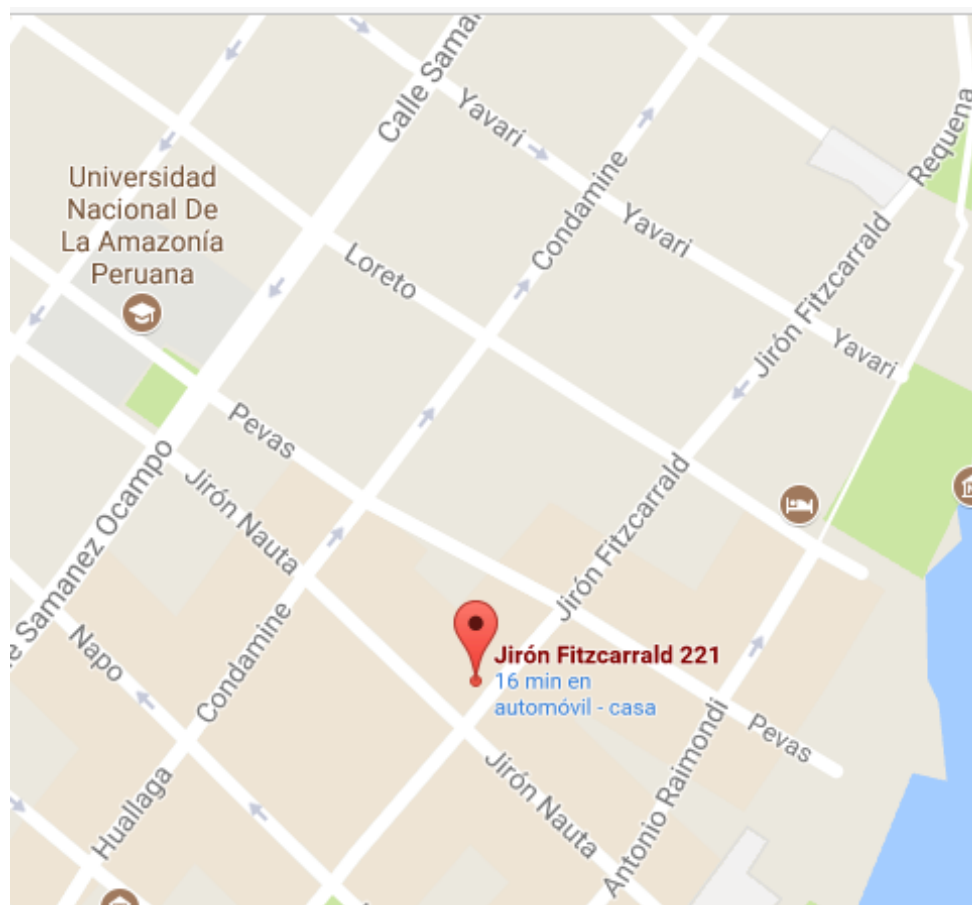 Calle Samar
Yavari
Requena
Universidad
Nacional De
La Amazonía
Peruana
Condamine
Yavari
Loreto
Jirón Fitzcarrald
Yavari
Pevas
Jirón Nauta
Jirón Fitzcarrald
e Samanez Ocampo
Napo
Condamine
Jirón Fitzcarrald 221
16 min en
automóvil - casa
Pevas
Jirón Nauta
Antonio Raimondi
Huallaga